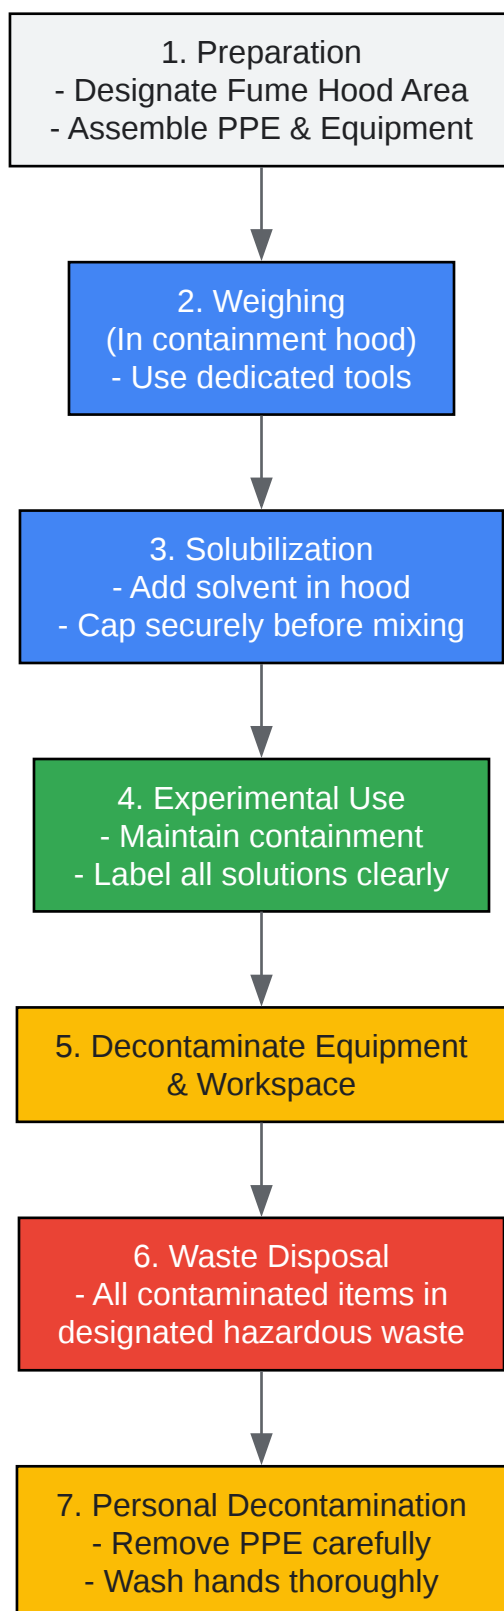 1. Preparation
- Designate Fume Hood Area
- Assemble PPE & Equipment
2. Weighing
(In containment hood)
- Use dedicated tools
3. Solubilization
- Add solvent in hood
- Cap securely before mixing
4. Experimental Use
- Maintain containment
- Label all solutions clearly
5. Decontaminate Equipment
& Workspace
6. Waste Disposal
- All contaminated items in
designated hazardous waste
7. Personal Decontamination
- Remove PPE carefully
- Wash hands thoroughly